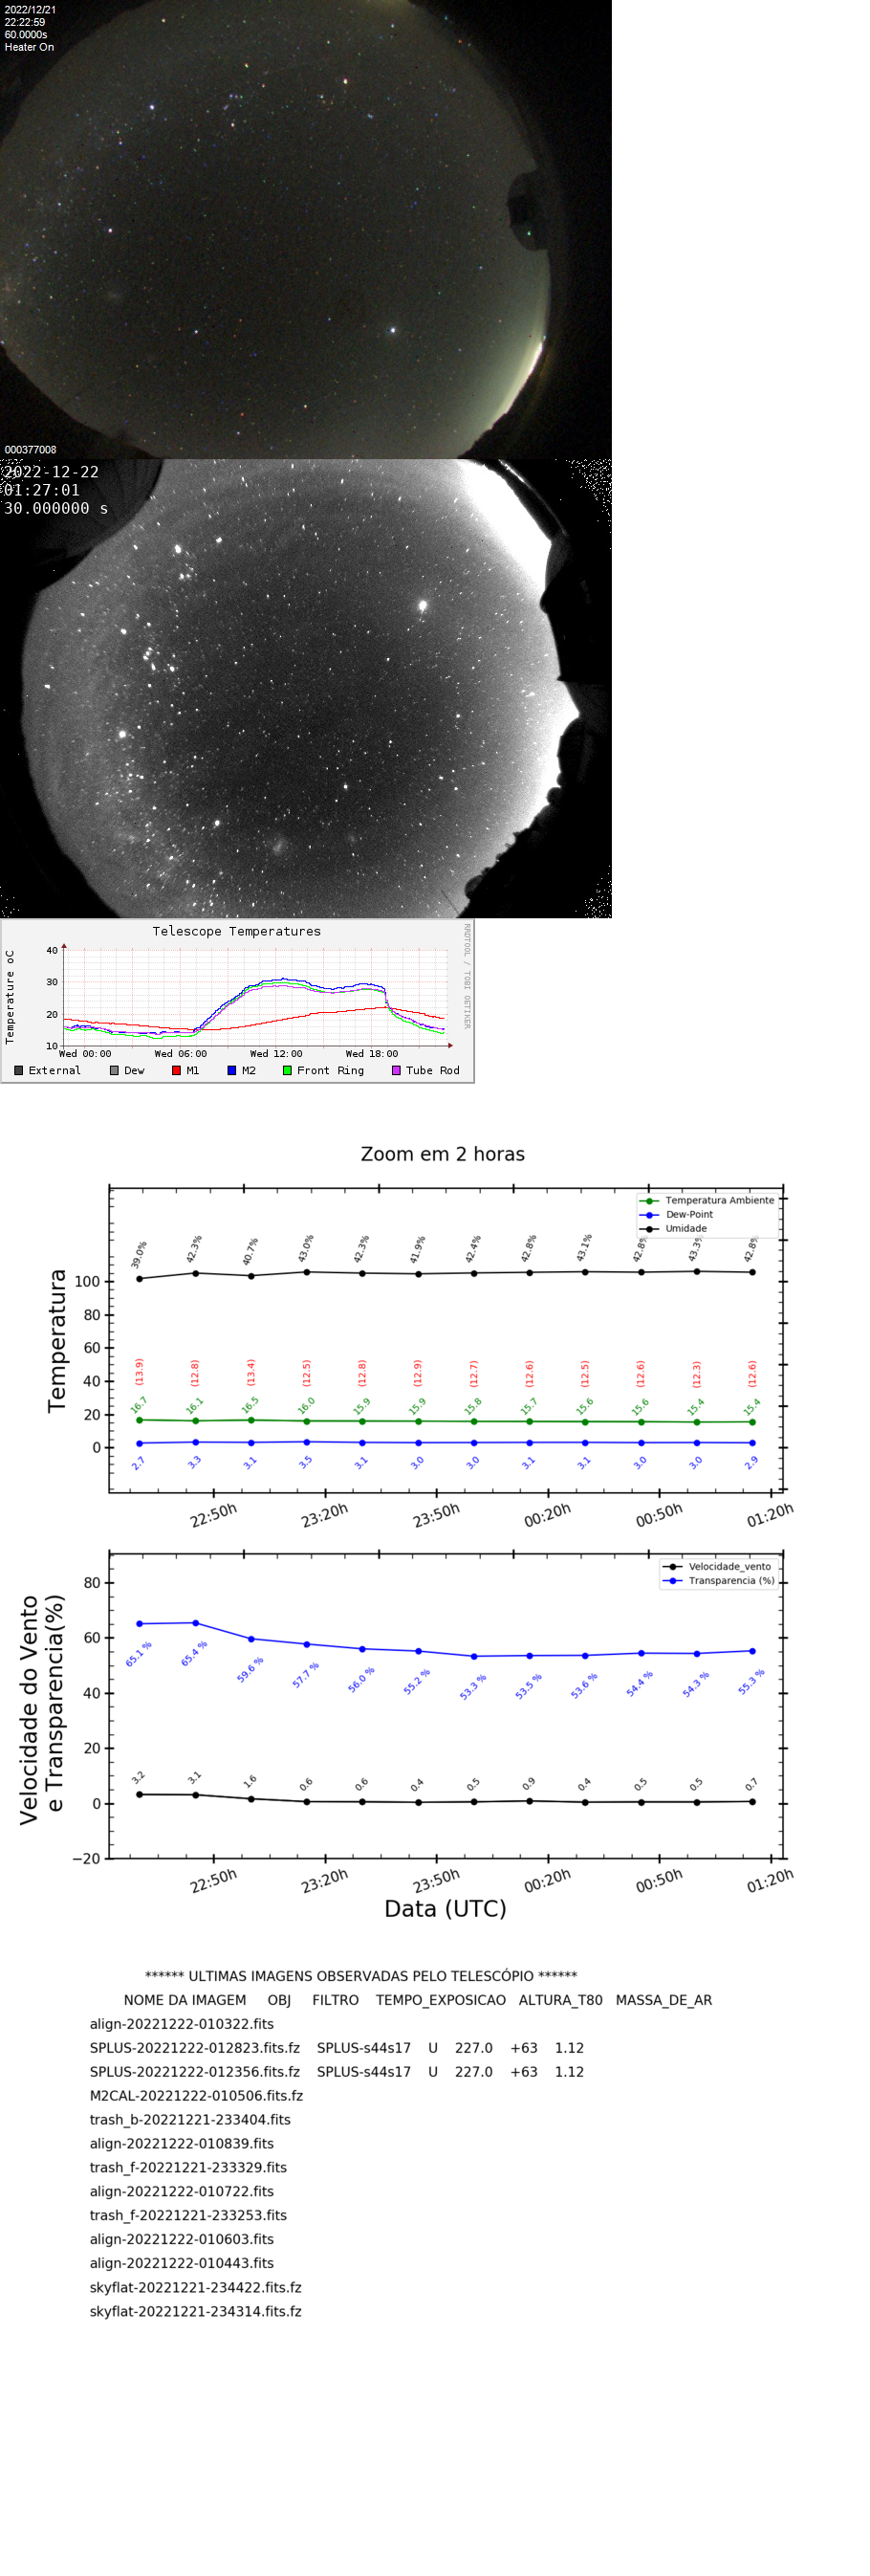 2022/12/21
22:22:59
60.0000s
Heater On
000377008
2022-12-22
01:27:01
30.000000 s
Telescope Temperatures
RRDTOOL / TOBI OETIKER
Temperature oC
40
30
20
10
Wed 00:00 Wed 06:00 Wed 12:00 Wed 18:00
External Dew M1 M2 Front Ring Tube Rod
Zoom em 2 horas
Temperatura Ambiente
Dew-Point
Umidade
39.0% 42.3% 40.7% 43.0% 42.3% 41.9% 42.4% 42.8% 43.1% 42.8% 43.3% 42.8%
Temperatura
100
80
60
40
20
0
(13.9) (12.8) (13.4) (12.5) (12.8) (12.9) (12.7) (12.6) (12.5) (12.6) (12.3) (12.6)
16.7 16.1 16.5 16.0 15.9 15.9 15.8 15.7 15.6 15.6 15.4 15.4
2.7 3.3 3.1 3.5 3.1 3.0 3.0 3.1 3.1 3.0 3.0 2.9
22:50h 23:20h 23:50h 00:20h 00:50h 01:20h
Velocidade_vento
Transparencia (%)
Velocidade do Vento
e Transparencia(%)
80
60
40
20
0
−20
65.1 % 65.4 % 59.6 % 57.7 % 56.0 % 55.2 % 53.3 % 53.5 % 53.6 % 54.4 % 54.3 % 55.3 %
3.2 3.1 1.6 0.6 0.6 0.4 0.5 0.9 0.4 0.5 0.5 0.7
22:50h 23:20h 23:50h 00:20h 00:50h 01:20h
Data (UTC)
****** ULTIMAS IMAGENS OBSERVADAS PELO TELESCÓPIO ******
NOME DA IMAGEM OBJ FILTRO TEMPO_EXPOSICAO ALTURA_T80 MASSA_DE_AR
align-20221222-010322.fits
SPLUS-20221222-012823.fits.fz SPLUS-s44s17 U 227.0 +63 1.12
SPLUS-20221222-012356.fits.fz SPLUS-s44s17 U 227.0 +63 1.12
M2CAL-20221222-010506.fits.fz
trash_b-20221221-233404.fits
align-20221222-010839.fits
trash_f-20221221-233329.fits
align-20221222-010722.fits
trash_f-20221221-233253.fits
align-20221222-010603.fits
align-20221222-010443.fits
skyflat-20221221-234422.fits.fz
skyflat-20221221-234314.fits.fz